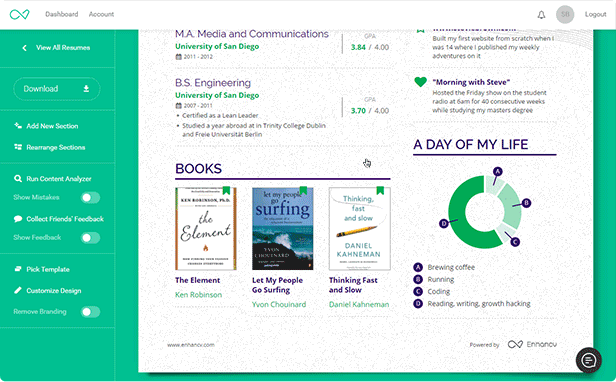 Dashboard
Account
SB
Logout
View All Resumes
Download
Add New Section
Rearrange Sections
Run Content Analyzer
Show Mistakes
Collect Friends' Feedback
Show Feedback
Pick Template
Customize Design
Remove Branding
M.A. Media and Communications
University of San Diego
2011 - 2012
GPA
3.84 / 4.00
B.S. Engineering
University of San Diego
2007 - 2011
GPA
3.70 / 4.00
• Certified as a Lean Leader
• Studied a year abroad at in Trinity College Dublin
and Freie Universität Berlin
BOOKS
KEN ROBINSON, Ph.D.
the
Element
let my people
go
surfing
YVON CHOUINARD
Thinking,
fast
and slow
DANIEL
KAHNEMAN
The Element
Ken Robinson
Let My People
Go Surfing
Yvon Chouinard
Thinking Fast
and Slow
Daniel Kahneman
Built my first website from scratch when I
was 14 where I published my weekly
adventures on it
"Morning with Steve"
Hosted the Friday show on the student
radio at 6am for 40 consecutive weeks
while studying my masters degree
A DAY OF MY LIFE
A
B
C
D
A Brewing coffee
B Running
C Coding
D Reading, writing, growth hacking
www.enhancv.com
Powered by
Enhancv